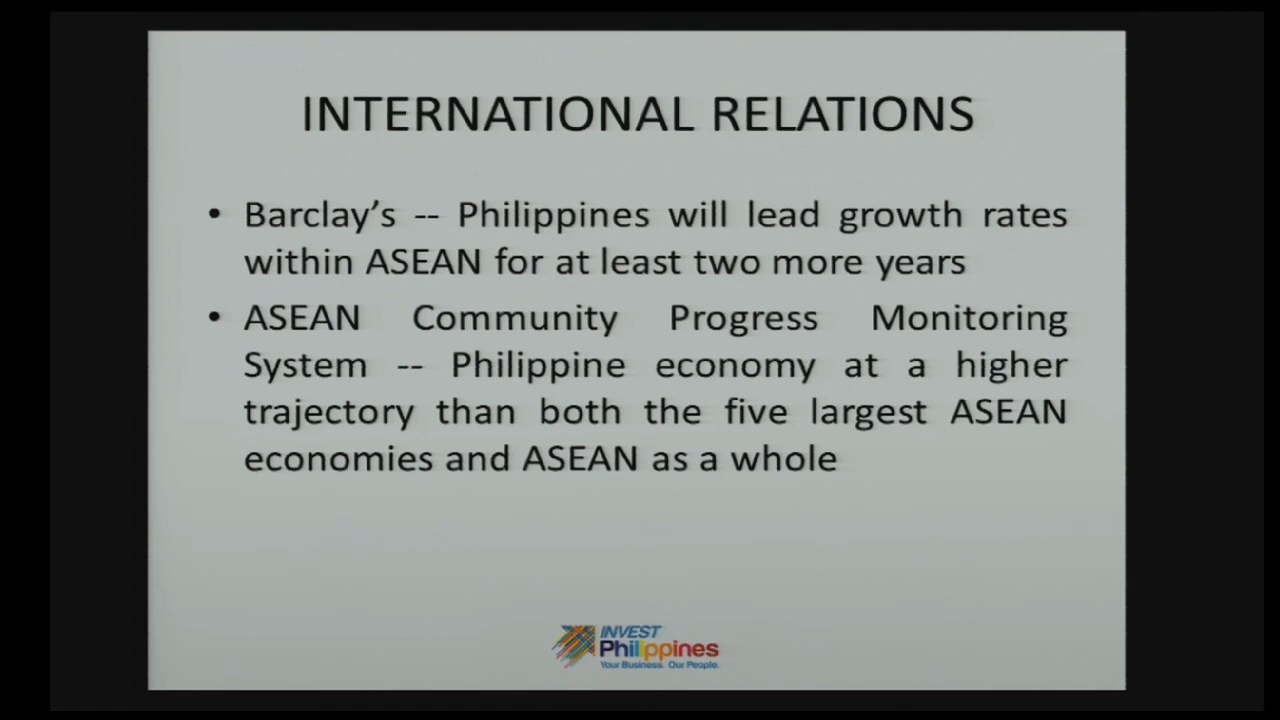 INTERNATIONAL RELATIONS
• Barclay’s -- Philippines will lead growth rates
within ASEAN for at least two more years
• ASEAN Community Progress Monitoring
System -- Philippine economy at a higher
trajectory than both the five largest ASEAN
economies and ASEAN as a whole
INVEST
Philippines
Your Business. Our People.